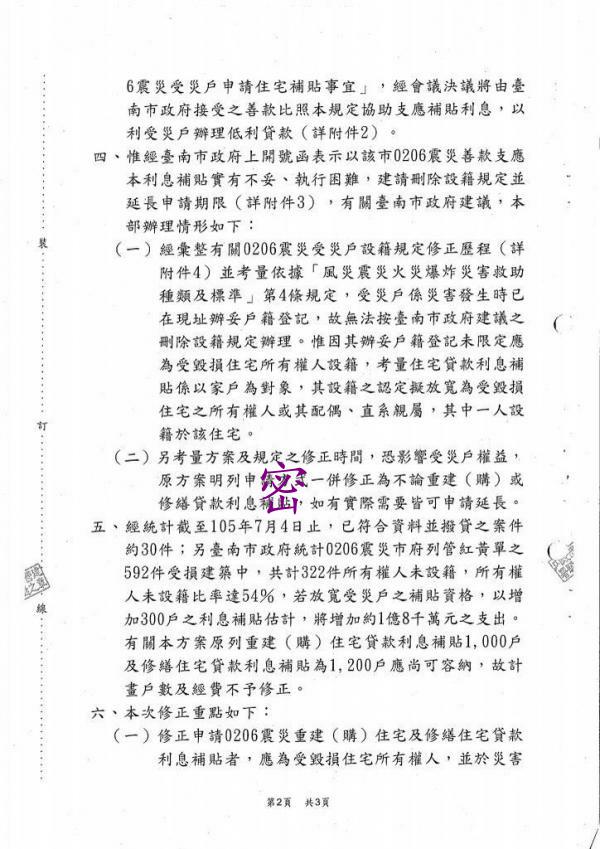 6震災受災戶申請住宅補貼事宜」，經會議決議將由臺
南市政府接受之善款比照本規定協助支應補貼利息，以
利受災戶辦理低利貸款（詳附件2）。
四、惟經臺南市政府上開號函表示以該市0206震災善款支應
本利息補貼實有不妥、執行困難，建請刪除設籍規定並
延長申請期限（詳附件3），有關臺南市政府建議，本
部辦理情形如下：
（一）經彙整有關0206震災受災戶設籍規定修正歷程（詳
附件4）並考量依據「風災震災火災爆炸災害救助
種類及標準」第4條規定，受災戶係災害發生時已
在現址辦妥戶籍登記，故無法按臺南市政府建議之
刪除設籍規定辦理。惟因其辦妥戶籍登記未限定應
為受毀損住宅所有權人設籍，考量住宅貸款利息補
貼係以家戶為對象，其設籍之認定擬放寬為受毀損
住宅之所有權人或其配偶、直系親屬，其中一人設
籍於該住宅。
（二）另考量方案及規定之修正時間，恐影響受災戶權益，
原方案明列申請 一併修正為不論重建（購）或
修繕貸款利息補貼，如有實際需要皆可申請延長。
密
五、經統計截至105年7月4日止，已符合資料並撥貸之案件
約30件；另臺南市政府統計0206震災市府列管紅黃單之
592件受損建築中，共計322件所有權人未設籍，所有權
人未設籍比率達54%，若放寬受災戶之補貼資格，以增
加300戶之利息補貼估計，將增加約1億8千萬元之支出。
有關本方案原列重建（購）住宅貸款利息補貼1,000戶
及修繕住宅貸款利息補貼為1,200戶應尚可容納，故計
畫戶數及經費不予修正。
六、本次修正重點如下：
（一）修正申請0206震災重建（購）住宅及修繕住宅貸款
利息補貼者，應為受毀損住宅所有權人，並於災害
裝
訂
線
第2頁 共3頁